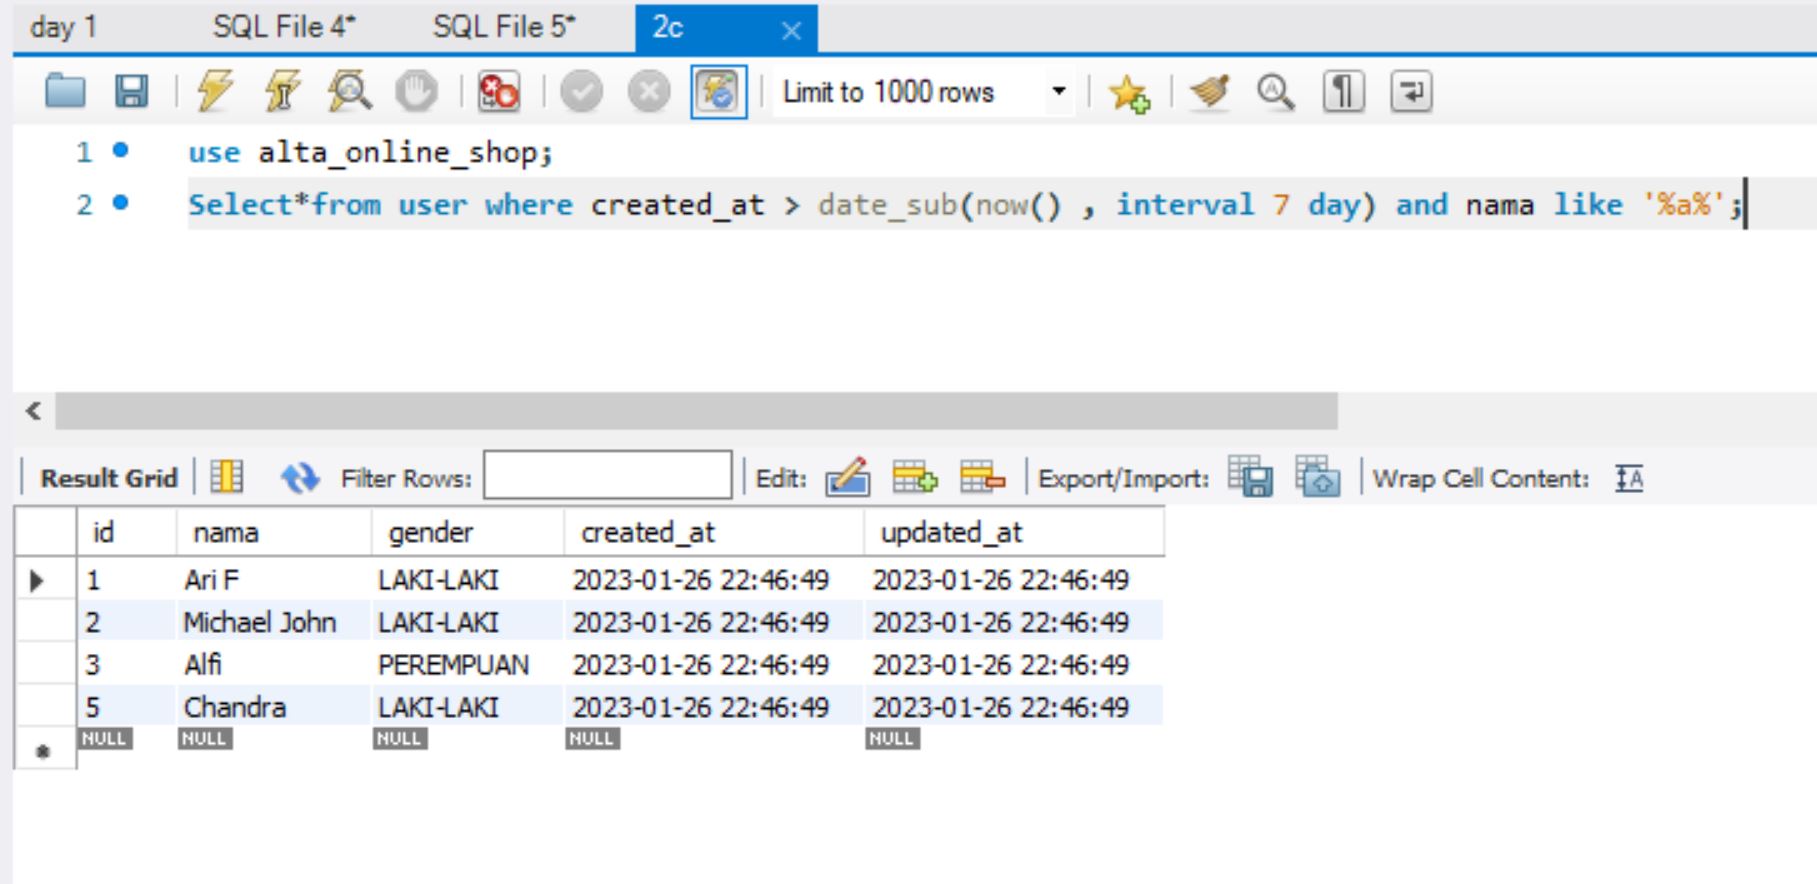 day 1 SQL File 4* SQL File 5* 2c
Limit to 1000 rows
1 use alta_online_shop;
2 Select*from user where created_at > date_sub(now() , interval 7 day) and nama like '%a%';
Result Grid Filter Rows: Edit: Export/Import: Wrap Cell Content:
id nama gender created_at updated_at
1 Ari F LAKI-LAKI 2023-01-26 22:46:49 2023-01-26 22:46:49
2 Michael John LAKI-LAKI 2023-01-26 22:46:49 2023-01-26 22:46:49
3 Alfi PEREMPUAN 2023-01-26 22:46:49 2023-01-26 22:46:49
5 Chandra LAKI-LAKI 2023-01-26 22:46:49 2023-01-26 22:46:49
NULL NULL NULL NULL NULL